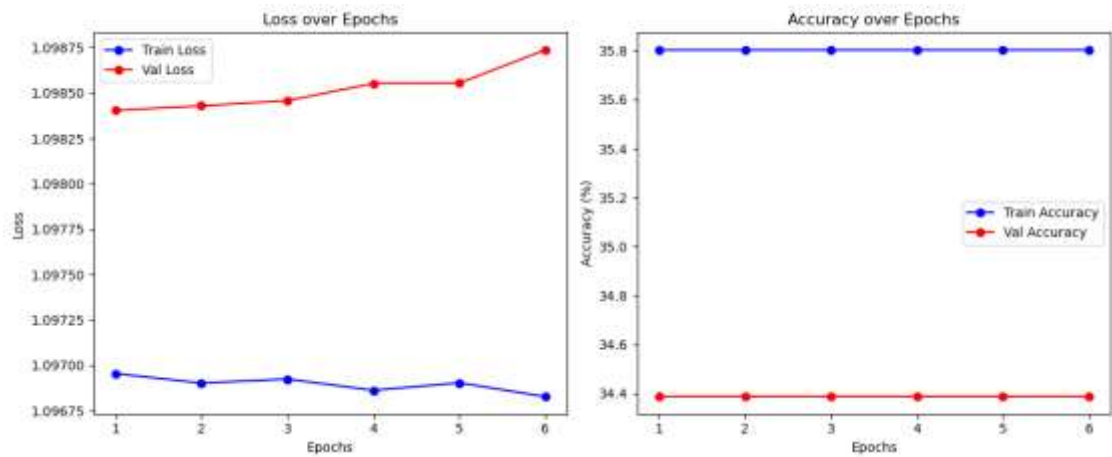 Loss over Epochs
Train Loss
Val Loss
1.09875
1.09850
1.09825
1.09800
1.09775
1.09750
1.09725
1.09700
1.09675
Loss
1 2 3 4 5 6
Epochs
Accuracy over Epochs
35.8
35.6
35.4
35.2
35.0
34.8
34.6
34.4
Accuracy (%)
Train Accuracy
Val Accuracy
1 2 3 4 5 6
Epochs